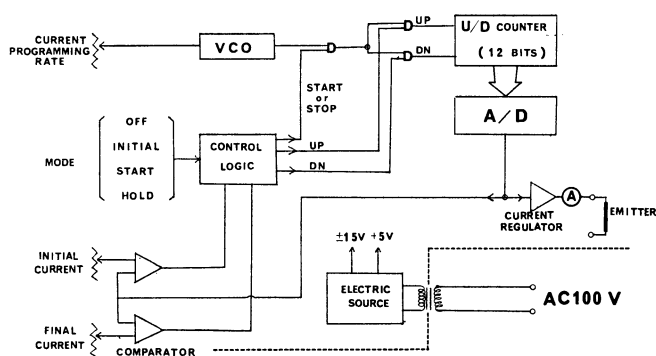 CURRENT
PROGRAMMING
RATE
VCO
UP
DN
U/D COUNTER
(12 BITS)
START
or
STOP
A/D
MODE
OFF
INITIAL
START
HOLD
CONTROL
LOGIC
UP
DN
A
EMITTER
CURRENT
REGULATOR
±15V +5V
INITIAL
CURRENT
ELECTRIC
SOURCE
AC100 V
FINAL
CURRENT
COMPARATOR